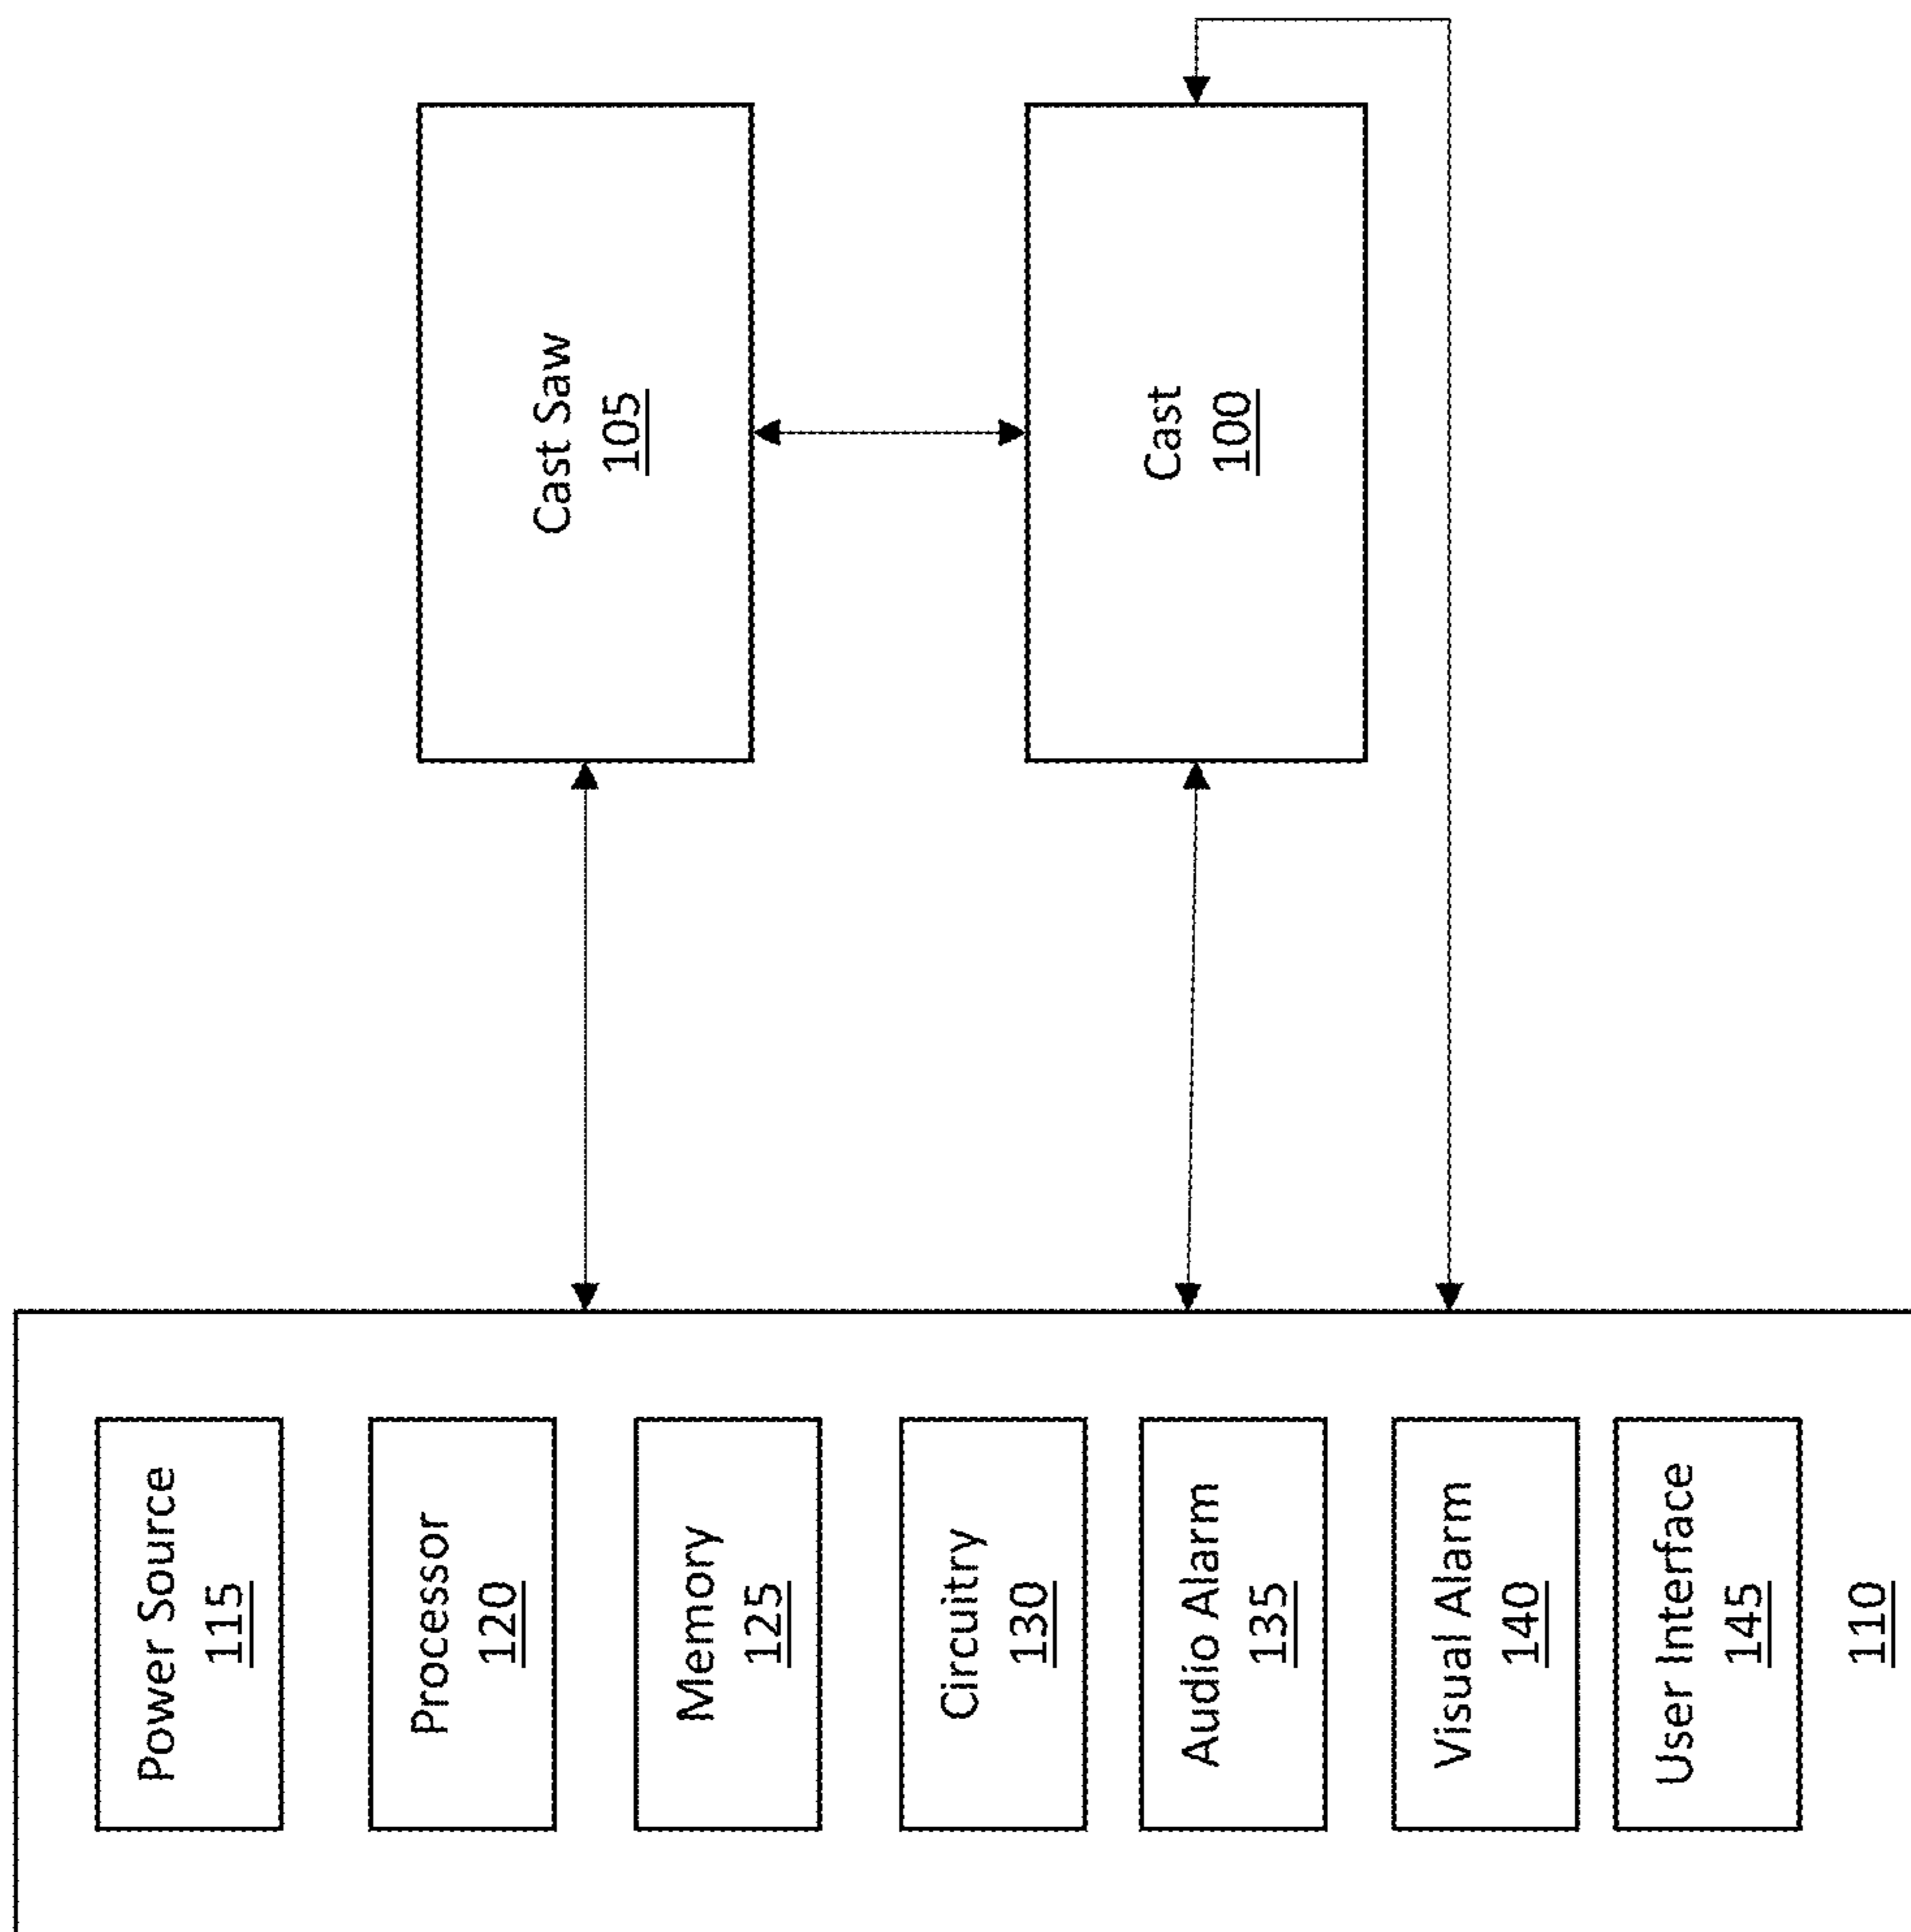 Power Source
115
Processor
120
Memory
125
Circuitry
130
Audio Alarm
135
Visual Alarm
140
User Interface
145
110
Cast Saw
105
Cast
100